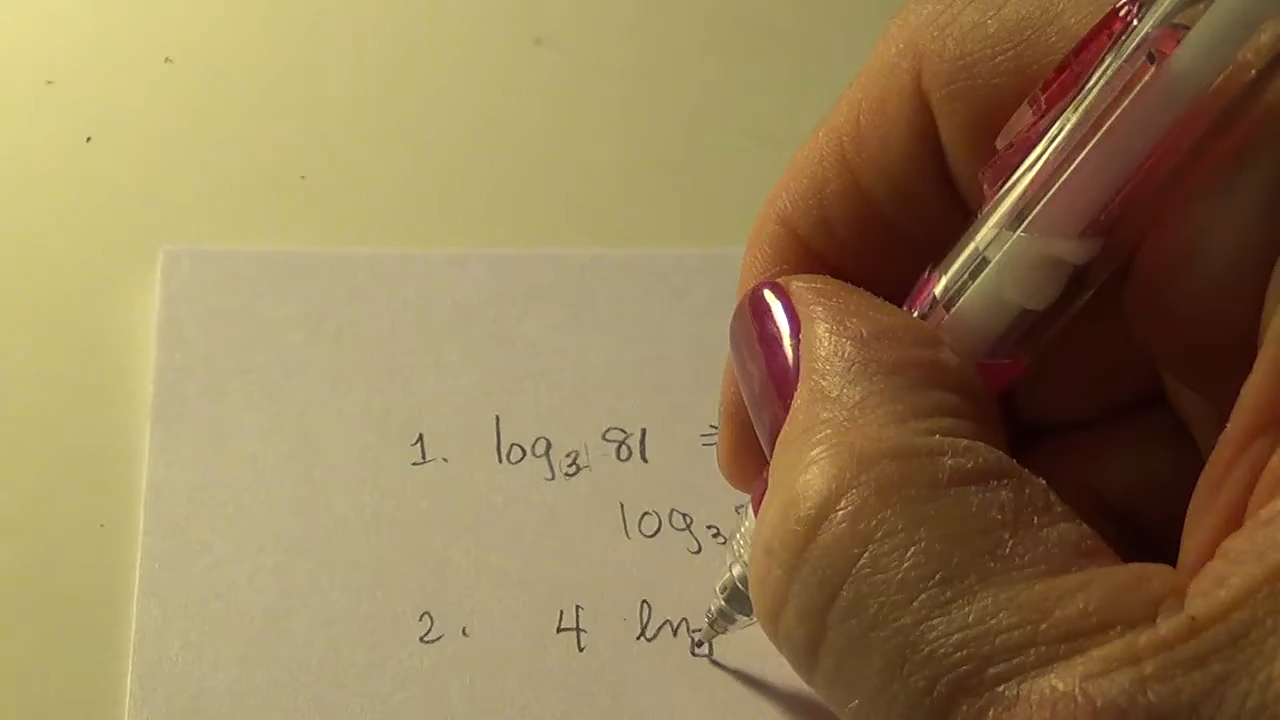 1. log₃ 81 =
log₃
2. 4 ln